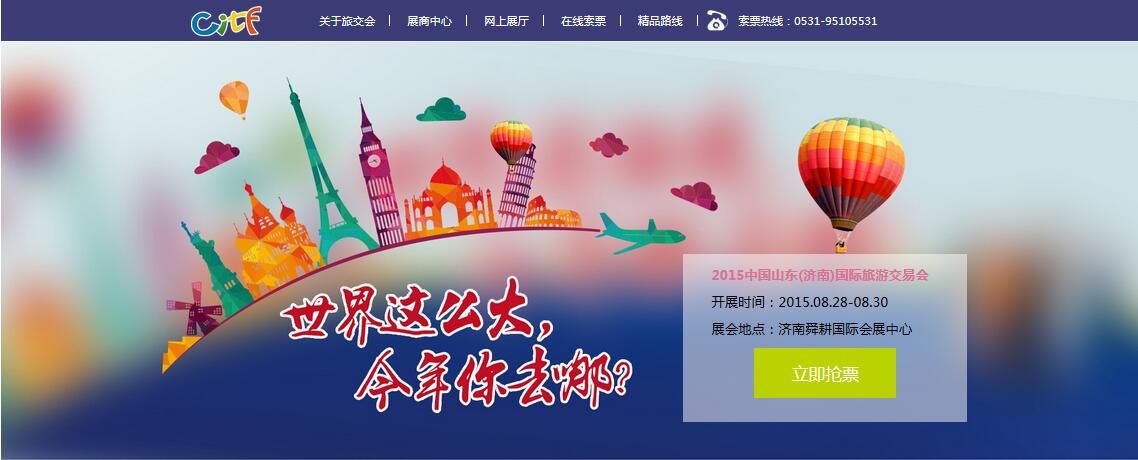 Citf 关于旅交会 | 展商中心 | 网上展厅 | 在线索票 | 精品路线 | 索票热线：0531-95105531
世界这么大，
今年你去哪？
2015中国山东(济南)国际旅游交易会
开展时间：2015.08.28-08.30
展会地点：济南舜耕国际会展中心
立即抢票